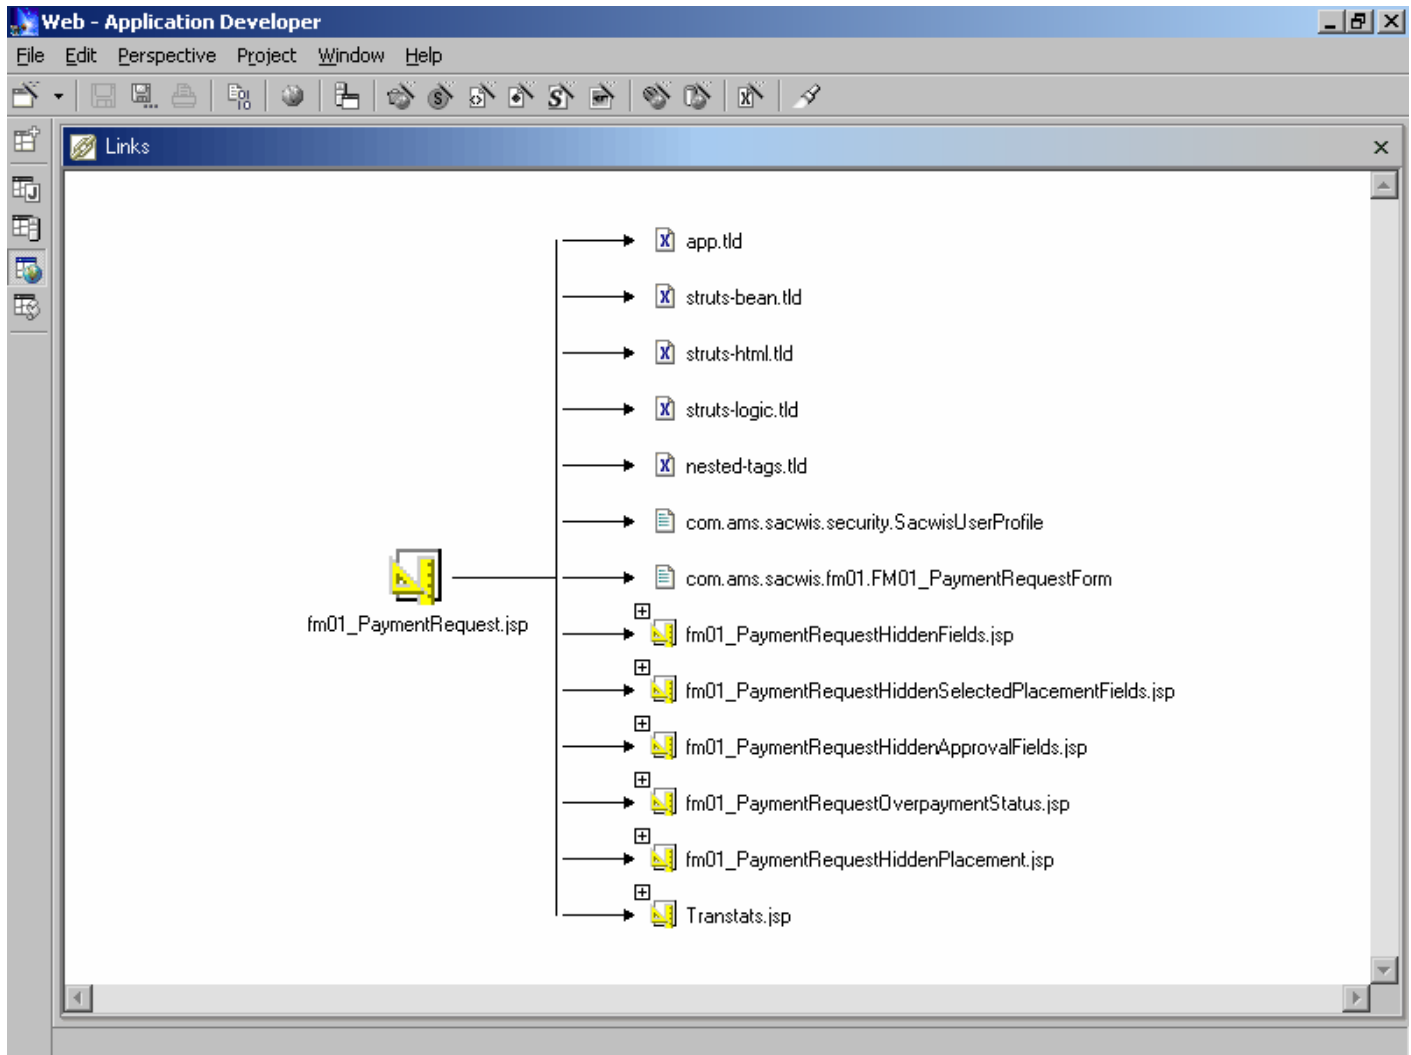 Web - Application Developer
File Edit Perspective Project Window Help
Links
app.tld
struts-bean.tld
struts-html.tld
struts-logic.tld
nested-tags.tld
com.ams.sacwis.security.SacwisUserProfile
com.ams.sacwis.fm01.FM01_PaymentRequestForm
fm01_PaymentRequest.jsp
fm01_PaymentRequestHiddenFields.jsp
fm01_PaymentRequestHiddenSelectedPlacementFields.jsp
fm01_PaymentRequestHiddenApprovalFields.jsp
fm01_PaymentRequestOverpaymentStatus.jsp
fm01_PaymentRequestHiddenPlacement.jsp
Transtats.jsp